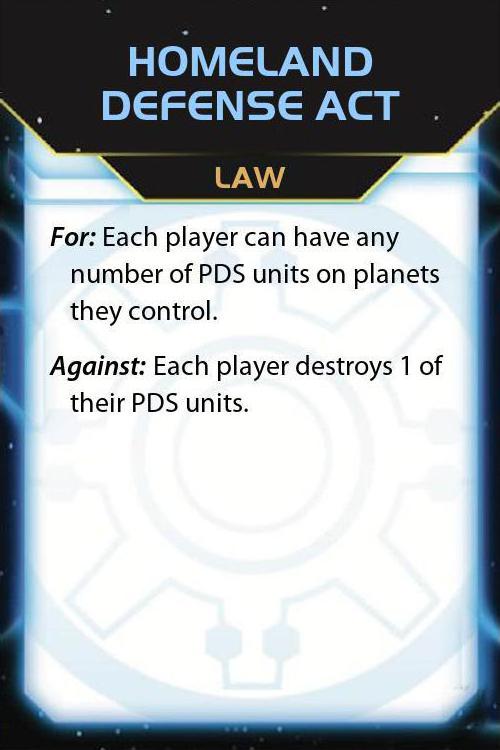 HOMELAND
DEFENSE ACT
LAW
For: Each player can have any
number of PDS units on planets
they control.
Against: Each player destroys 1 of
their PDS units.